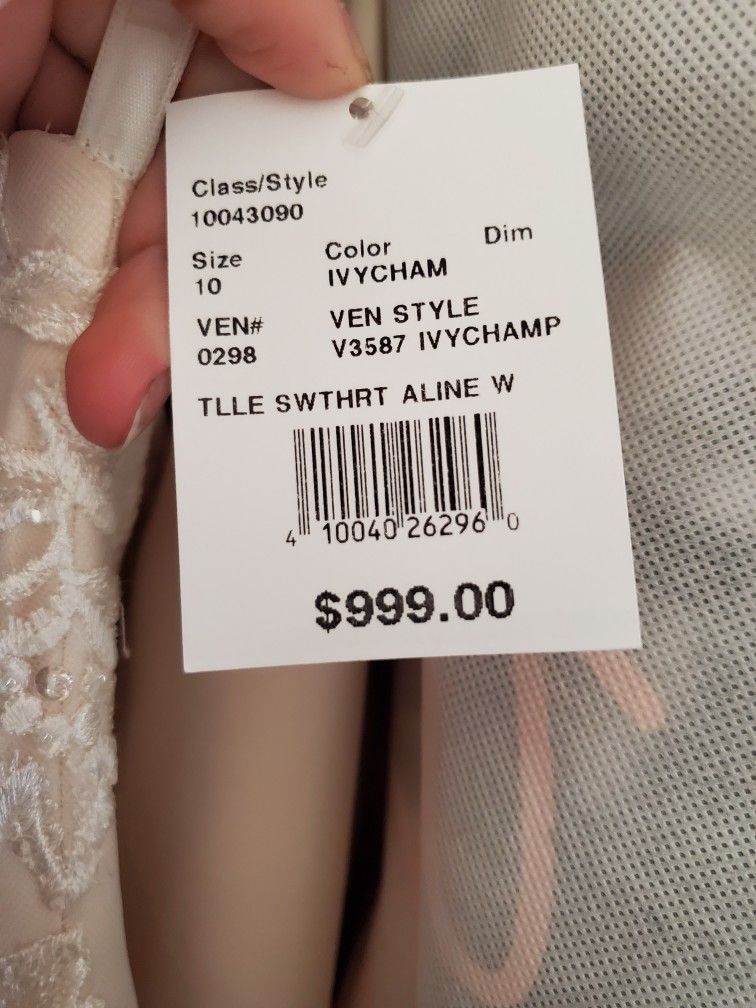 Class/Style
10043090
Size Color Dim
10 IVYCHAM
VEN# VEN STYLE
0298 V3587 IVYCHAMP
TLLE SWTHRT ALINE W
4 10040 26296 0
$999.00